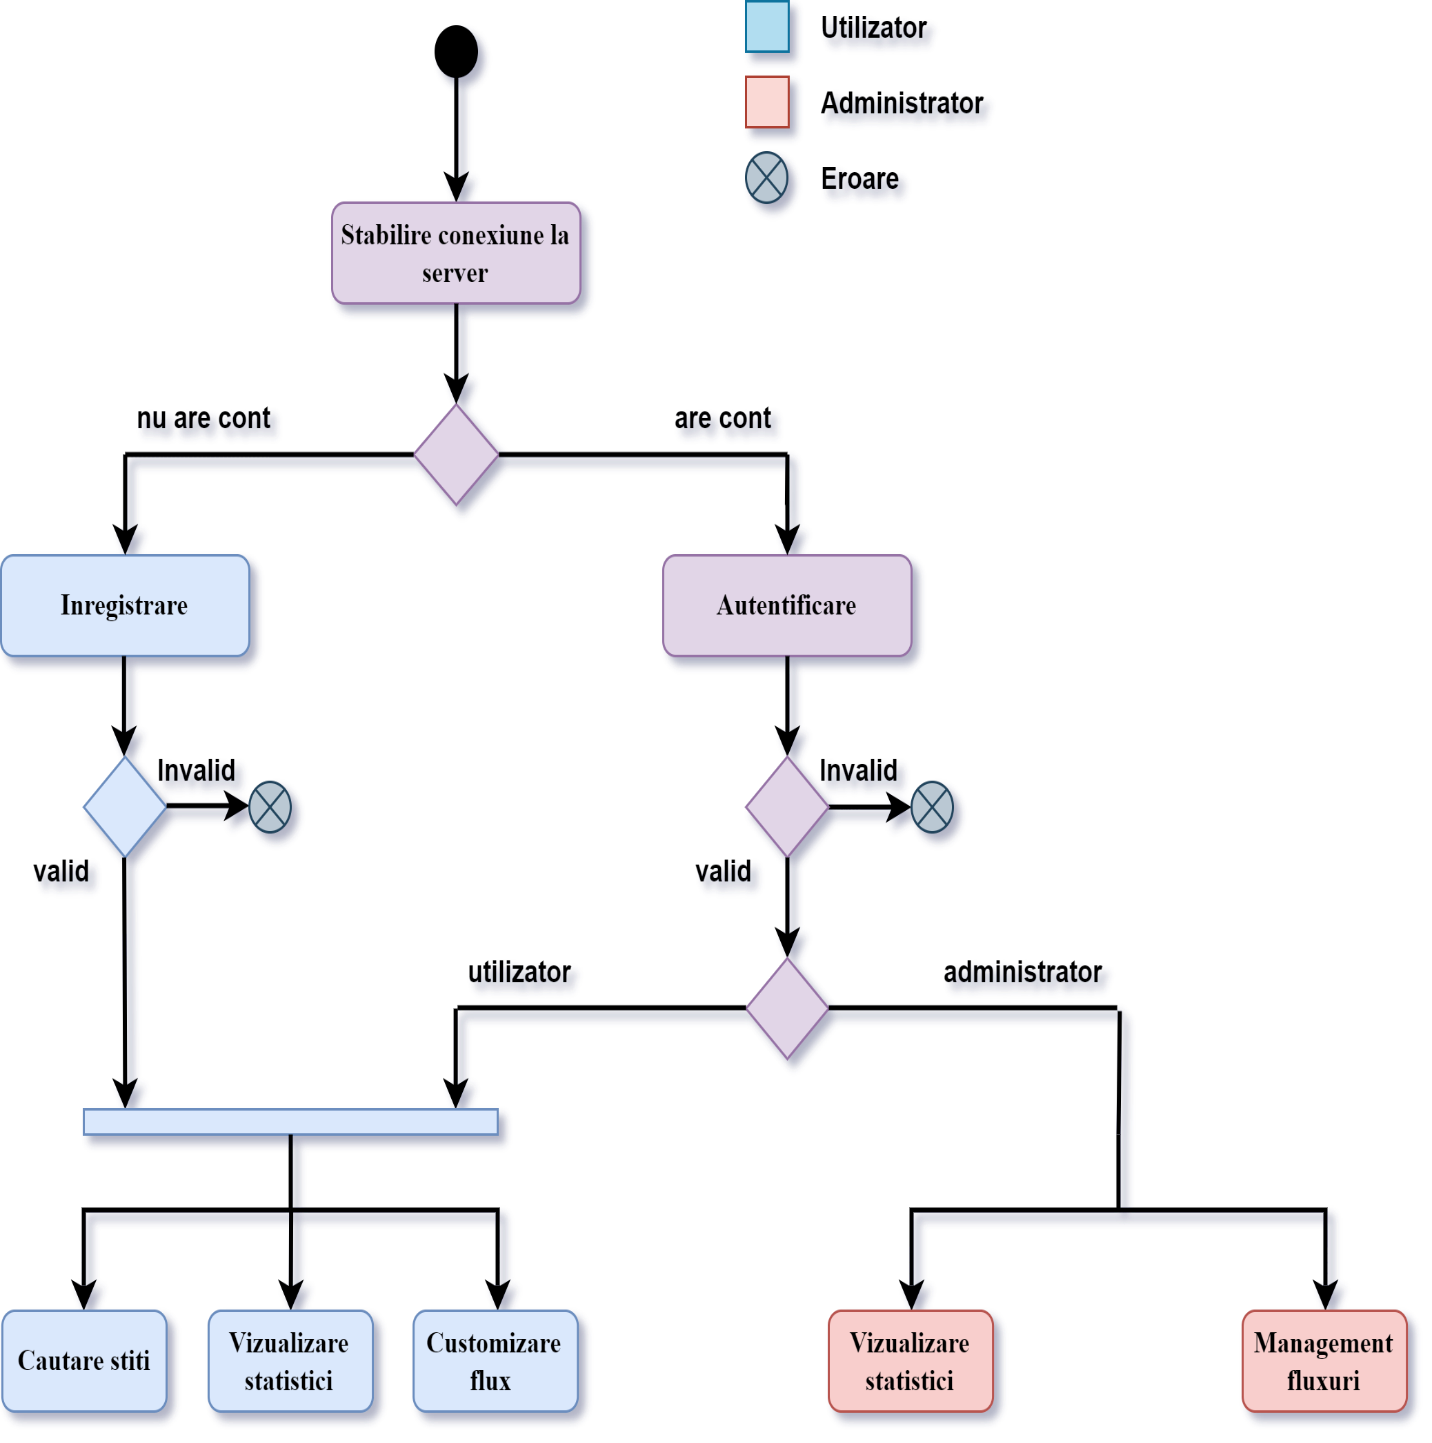 Utilizator
Administrator
Eroare
Stabilire conexiune la
server
nu are cont
are cont
Inregistrare
Autentificare
Invalid
Invalid
valid
valid
utilizator
administrator
Cautare stiti
Vizualizare
statistici
Customizare
flux
Vizualizare
statistici
Management
fluxuri